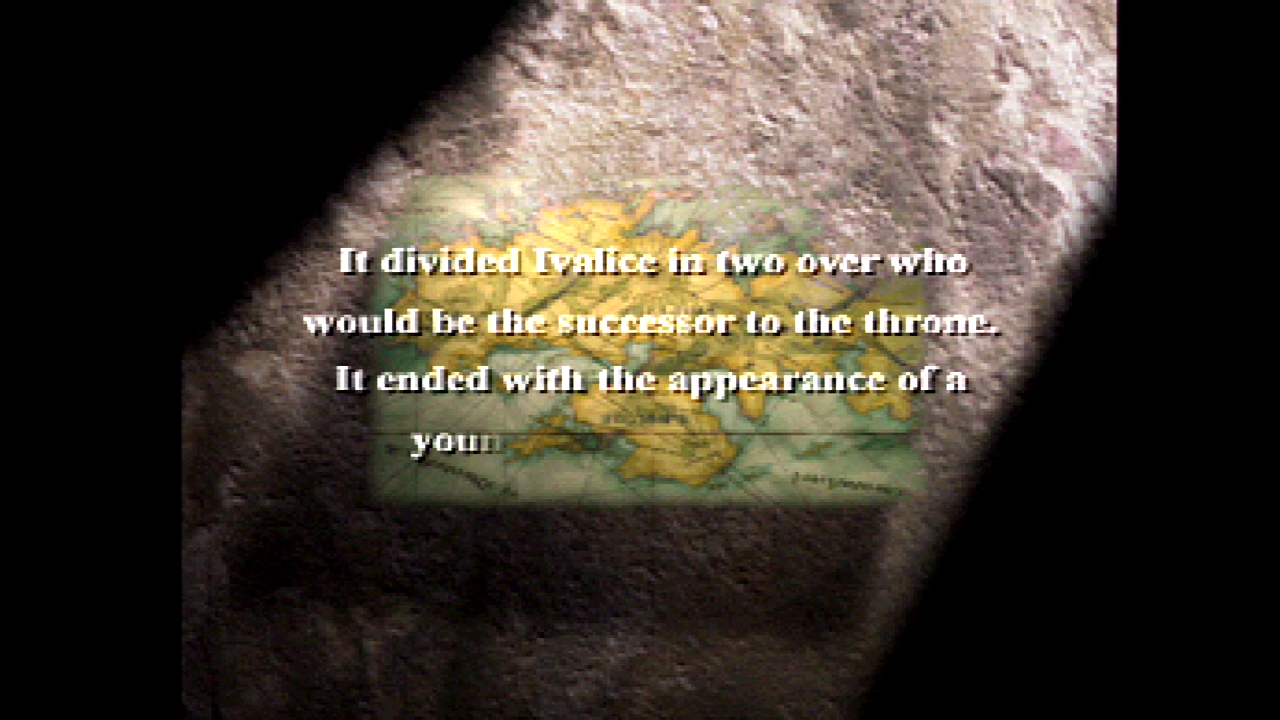 It divided Ivalice in two over who
would be the successor to the throne.
It ended with the appearance of a
youn